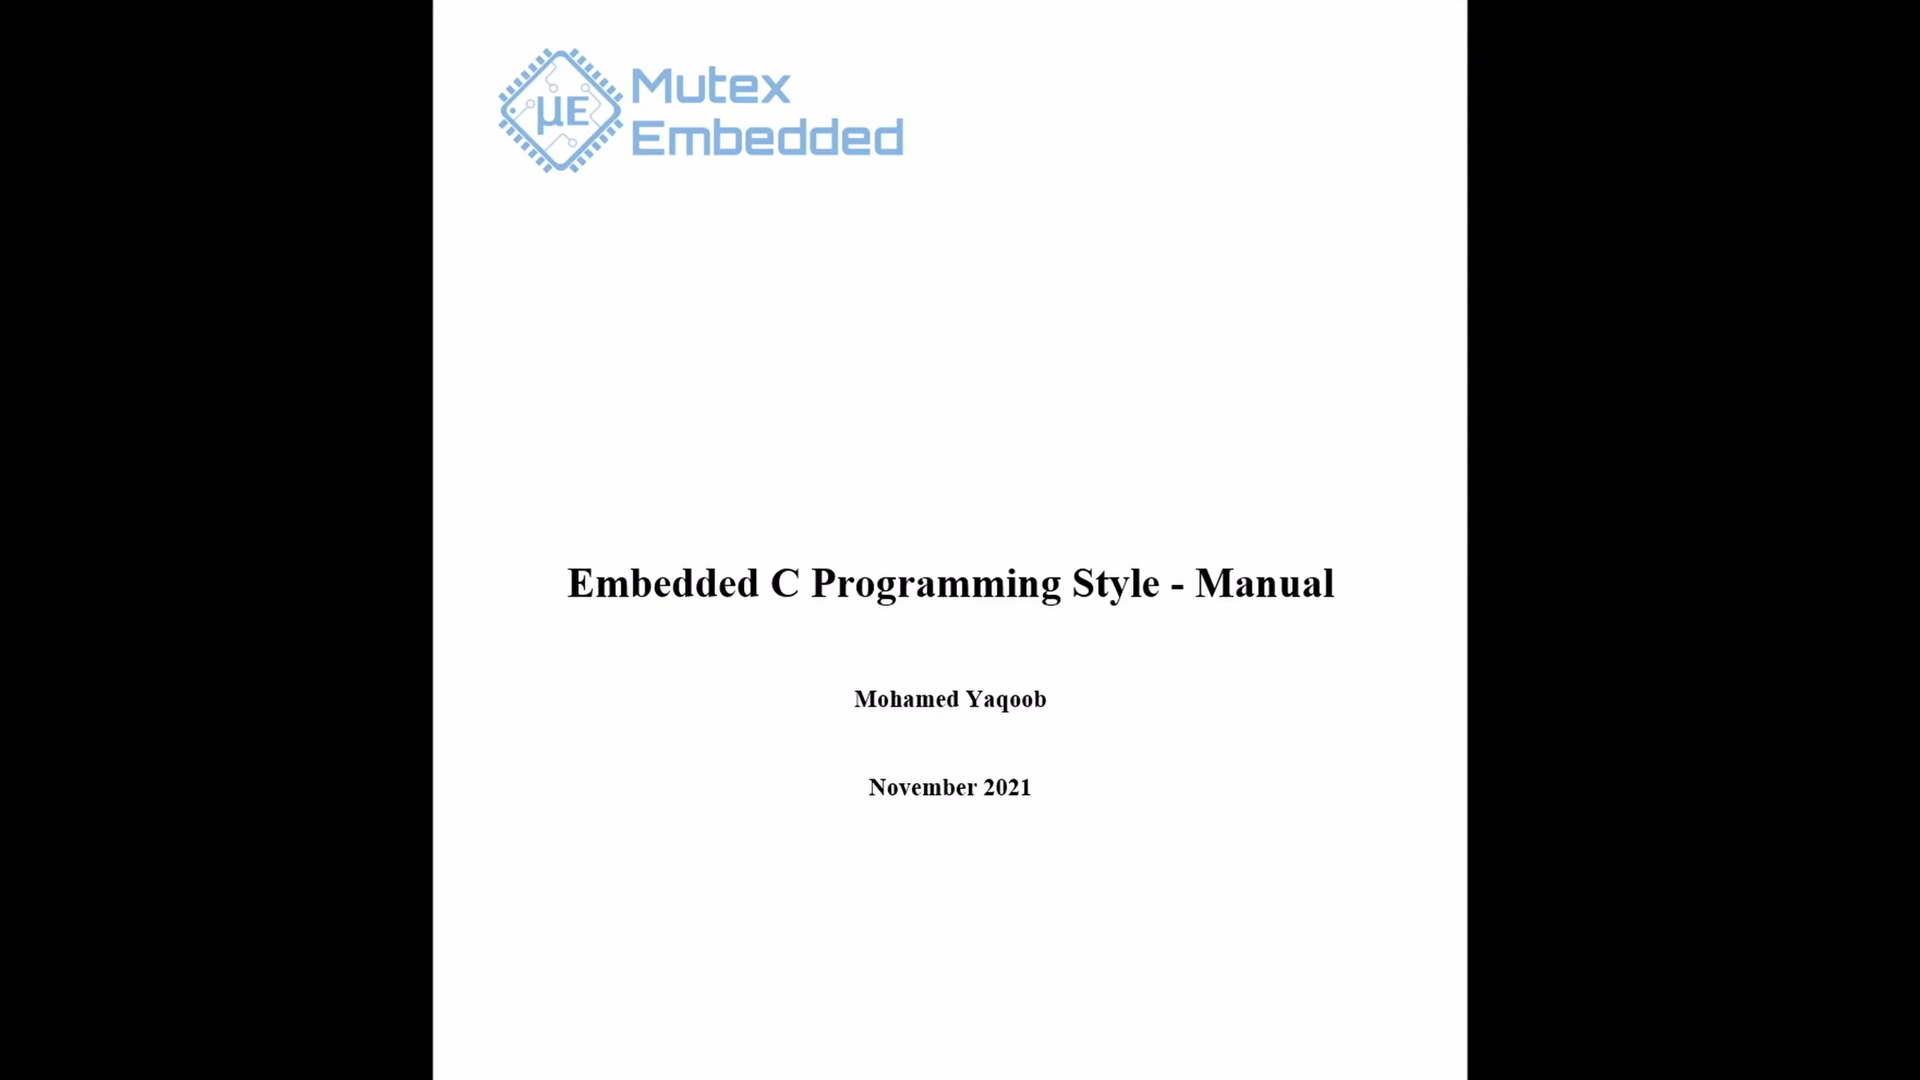 µE
Mutex
Embedded
Embedded C Programming Style - Manual
Mohamed Yaqoob
November 2021